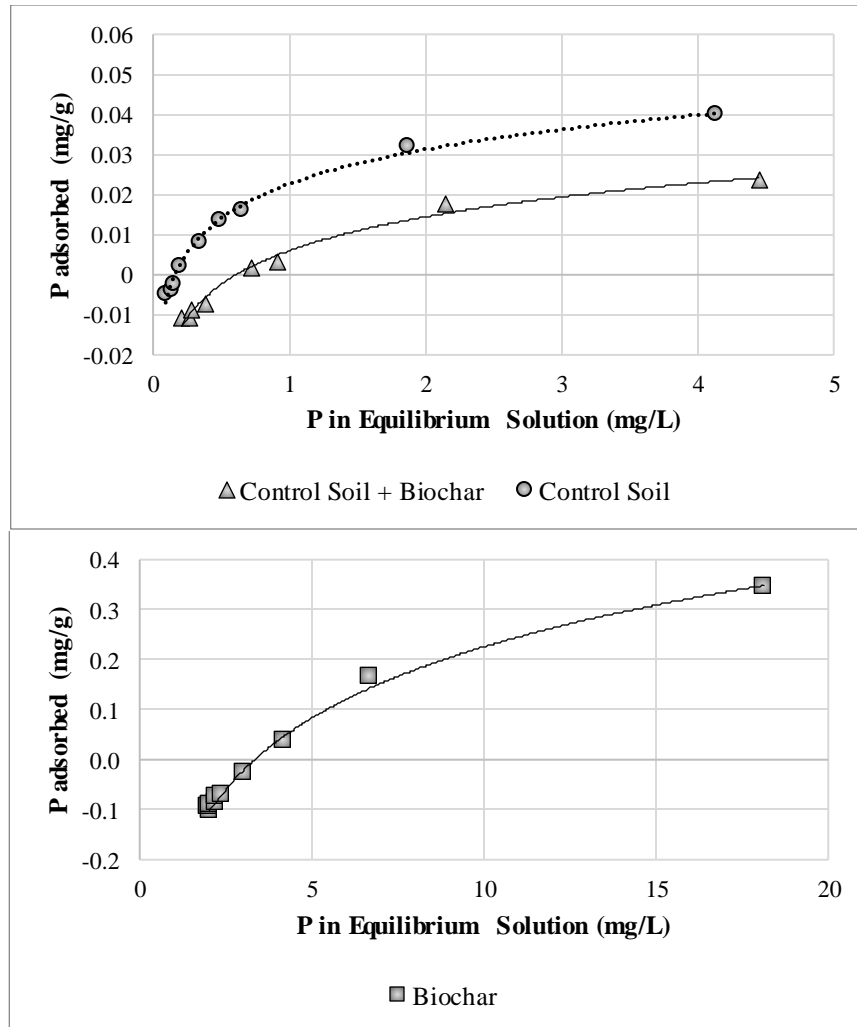 0.06
0.05
0.04
0.03
0.02
0.01
0
-0.01
-0.02
P adsorbed (mg/g)
0 1 2 3 4 5
P in Equilibrium Solution (mg/L)
Control Soil + Biochar Control Soil
0.4
0.3
0.2
0.1
0.0
-0.1
-0.2
P adsorbed (mg/g)
0 5 10 15 20
P in Equilibrium Solution (mg/L)
Biochar